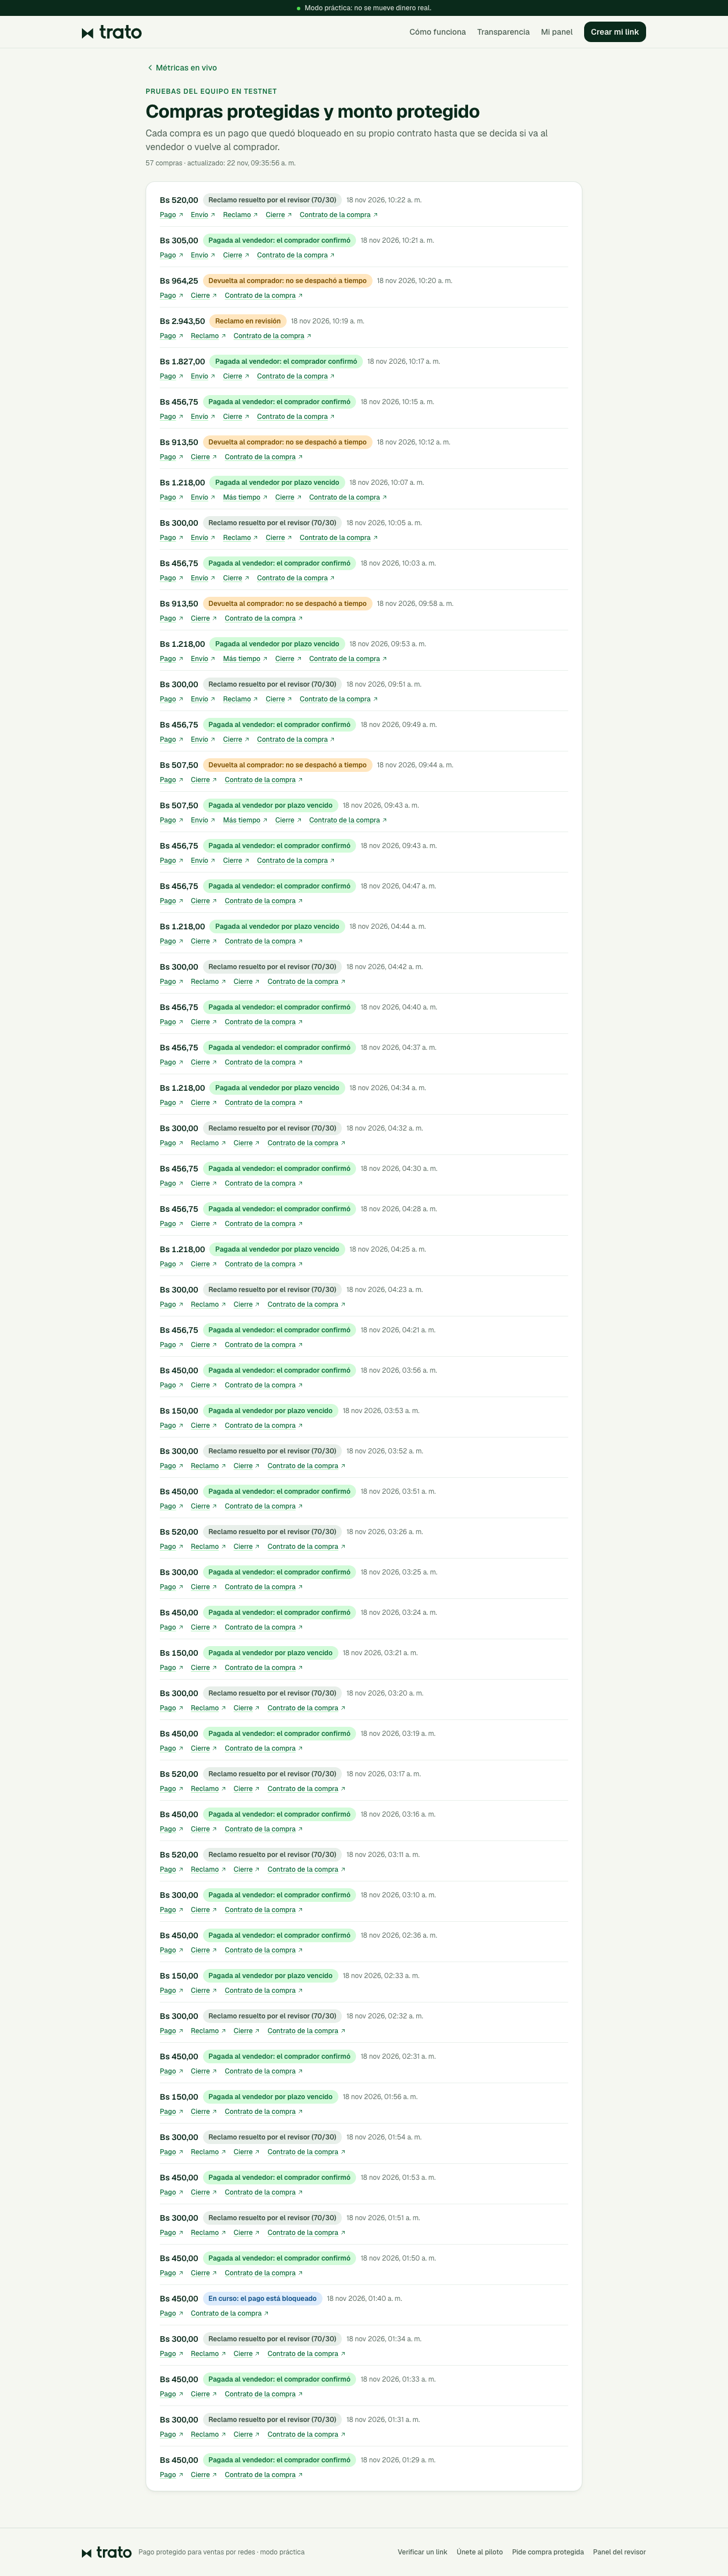 Modo práctica: no se mueve dinero real.
trato
Cómo funciona Transparencia Mi panel Crear mi link
Métricas en vivo
PRUEBAS DEL EQUIPO EN TESTNET
Compras protegidas y monto protegido
Cada compra es un pago que quedó bloqueado en su propio contrato hasta que se decida si va al
vendedor o vuelve al comprador.
57 compras · actualizado: 22 nov, 09:35:56 a. m.
Bs 520,00 Reclamo resuelto por el revisor (70/30) 18 nov 2026, 10:22 a. m.
Pago ↗ Envío ↗ Reclamo ↗ Cierre ↗ Contrato de la compra ↗
Bs 305,00 Pagada al vendedor: el comprador confirmó 18 nov 2026, 10:21 a. m.
Pago ↗ Envío ↗ Cierre ↗ Contrato de la compra ↗
Bs 964,25 Devuelta al comprador: no se despachó a tiempo 18 nov 2026, 10:20 a. m.
Pago ↗ Cierre ↗ Contrato de la compra ↗
Bs 2.943,50 Reclamo en revisión 18 nov 2026, 10:19 a. m.
Pago ↗ Reclamo ↗ Contrato de la compra ↗
Bs 1.827,00 Pagada al vendedor: el comprador confirmó 18 nov 2026, 10:17 a. m.
Pago ↗ Envío ↗ Cierre ↗ Contrato de la compra ↗
Bs 456,75 Pagada al vendedor: el comprador confirmó 18 nov 2026, 10:15 a. m.
Pago ↗ Envío ↗ Cierre ↗ Contrato de la compra ↗
Bs 913,50 Devuelta al comprador: no se despachó a tiempo 18 nov 2026, 10:12 a. m.
Pago ↗ Cierre ↗ Contrato de la compra ↗
Bs 1.218,00 Pagada al vendedor por plazo vencido 18 nov 2026, 10:07 a. m.
Pago ↗ Envío ↗ Más tiempo ↗ Cierre ↗ Contrato de la compra ↗
Bs 300,00 Reclamo resuelto por el revisor (70/30) 18 nov 2026, 10:05 a. m.
Pago ↗ Envío ↗ Reclamo ↗ Cierre ↗ Contrato de la compra ↗
Bs 456,75 Pagada al vendedor: el comprador confirmó 18 nov 2026, 10:03 a. m.
Pago ↗ Envío ↗ Cierre ↗ Contrato de la compra ↗
Bs 913,50 Devuelta al comprador: no se despachó a tiempo 18 nov 2026, 09:58 a. m.
Pago ↗ Cierre ↗ Contrato de la compra ↗
Bs 1.218,00 Pagada al vendedor por plazo vencido 18 nov 2026, 09:53 a. m.
Pago ↗ Envío ↗ Más tiempo ↗ Cierre ↗ Contrato de la compra ↗
Bs 300,00 Reclamo resuelto por el revisor (70/30) 18 nov 2026, 09:51 a. m.
Pago ↗ Envío ↗ Reclamo ↗ Cierre ↗ Contrato de la compra ↗
Bs 456,75 Pagada al vendedor: el comprador confirmó 18 nov 2026, 09:49 a. m.
Pago ↗ Envío ↗ Cierre ↗ Contrato de la compra ↗
Bs 507,50 Devuelta al comprador: no se despachó a tiempo 18 nov 2026, 09:44 a. m.
Pago ↗ Cierre ↗ Contrato de la compra ↗
Bs 507,50 Pagada al vendedor por plazo vencido 18 nov 2026, 09:43 a. m.
Pago ↗ Envío ↗ Más tiempo ↗ Cierre ↗ Contrato de la compra ↗
Bs 456,75 Pagada al vendedor: el comprador confirmó 18 nov 2026, 09:43 a. m.
Pago ↗ Envío ↗ Cierre ↗ Contrato de la compra ↗
Bs 456,75 Pagada al vendedor: el comprador confirmó 18 nov 2026, 04:47 a. m.
Pago ↗ Cierre ↗ Contrato de la compra ↗
Bs 1.218,00 Pagada al vendedor por plazo vencido 18 nov 2026, 04:44 a. m.
Pago ↗ Cierre ↗ Contrato de la compra ↗
Bs 300,00 Reclamo resuelto por el revisor (70/30) 18 nov 2026, 04:42 a. m.
Pago ↗ Reclamo ↗ Cierre ↗ Contrato de la compra ↗
Bs 456,75 Pagada al vendedor: el comprador confirmó 18 nov 2026, 04:40 a. m.
Pago ↗ Cierre ↗ Contrato de la compra ↗
Bs 456,75 Pagada al vendedor: el comprador confirmó 18 nov 2026, 04:37 a. m.
Pago ↗ Cierre ↗ Contrato de la compra ↗
Bs 1.218,00 Pagada al vendedor por plazo vencido 18 nov 2026, 04:34 a. m.
Pago ↗ Cierre ↗ Contrato de la compra ↗
Bs 300,00 Reclamo resuelto por el revisor (70/30) 18 nov 2026, 04:32 a. m.
Pago ↗ Reclamo ↗ Cierre ↗ Contrato de la compra ↗
Bs 456,75 Pagada al vendedor: el comprador confirmó 18 nov 2026, 04:30 a. m.
Pago ↗ Cierre ↗ Contrato de la compra ↗
Bs 456,75 Pagada al vendedor: el comprador confirmó 18 nov 2026, 04:28 a. m.
Pago ↗ Cierre ↗ Contrato de la compra ↗
Bs 1.218,00 Pagada al vendedor por plazo vencido 18 nov 2026, 04:25 a. m.
Pago ↗ Cierre ↗ Contrato de la compra ↗
Bs 300,00 Reclamo resuelto por el revisor (70/30) 18 nov 2026, 04:23 a. m.
Pago ↗ Reclamo ↗ Cierre ↗ Contrato de la compra ↗
Bs 456,75 Pagada al vendedor: el comprador confirmó 18 nov 2026, 04:21 a. m.
Pago ↗ Cierre ↗ Contrato de la compra ↗
Bs 450,00 Pagada al vendedor: el comprador confirmó 18 nov 2026, 03:56 a. m.
Pago ↗ Cierre ↗ Contrato de la compra ↗
Bs 150,00 Pagada al vendedor por plazo vencido 18 nov 2026, 03:53 a. m.
Pago ↗ Cierre ↗ Contrato de la compra ↗
Bs 300,00 Reclamo resuelto por el revisor (70/30) 18 nov 2026, 03:52 a. m.
Pago ↗ Reclamo ↗ Cierre ↗ Contrato de la compra ↗
Bs 450,00 Pagada al vendedor: el comprador confirmó 18 nov 2026, 03:51 a. m.
Pago ↗ Cierre ↗ Contrato de la compra ↗
Bs 520,00 Reclamo resuelto por el revisor (70/30) 18 nov 2026, 03:26 a. m.
Pago ↗ Reclamo ↗ Cierre ↗ Contrato de la compra ↗
Bs 300,00 Pagada al vendedor: el comprador confirmó 18 nov 2026, 03:25 a. m.
Pago ↗ Cierre ↗ Contrato de la compra ↗
Bs 450,00 Pagada al vendedor: el comprador confirmó 18 nov 2026, 03:24 a. m.
Pago ↗ Cierre ↗ Contrato de la compra ↗
Bs 150,00 Pagada al vendedor por plazo vencido 18 nov 2026, 03:21 a. m.
Pago ↗ Cierre ↗ Contrato de la compra ↗
Bs 300,00 Reclamo resuelto por el revisor (70/30) 18 nov 2026, 03:20 a. m.
Pago ↗ Reclamo ↗ Cierre ↗ Contrato de la compra ↗
Bs 450,00 Pagada al vendedor: el comprador confirmó 18 nov 2026, 03:19 a. m.
Pago ↗ Cierre ↗ Contrato de la compra ↗
Bs 520,00 Reclamo resuelto por el revisor (70/30) 18 nov 2026, 03:17 a. m.
Pago ↗ Reclamo ↗ Cierre ↗ Contrato de la compra ↗
Bs 450,00 Pagada al vendedor: el comprador confirmó 18 nov 2026, 03:16 a. m.
Pago ↗ Cierre ↗ Contrato de la compra ↗
Bs 520,00 Reclamo resuelto por el revisor (70/30) 18 nov 2026, 03:11 a. m.
Pago ↗ Reclamo ↗ Cierre ↗ Contrato de la compra ↗
Bs 300,00 Pagada al vendedor: el comprador confirmó 18 nov 2026, 03:10 a. m.
Pago ↗ Cierre ↗ Contrato de la compra ↗
Bs 450,00 Pagada al vendedor: el comprador confirmó 18 nov 2026, 02:36 a. m.
Pago ↗ Cierre ↗ Contrato de la compra ↗
Bs 150,00 Pagada al vendedor por plazo vencido 18 nov 2026, 02:33 a. m.
Pago ↗ Cierre ↗ Contrato de la compra ↗
Bs 300,00 Reclamo resuelto por el revisor (70/30) 18 nov 2026, 02:32 a. m.
Pago ↗ Reclamo ↗ Cierre ↗ Contrato de la compra ↗
Bs 450,00 Pagada al vendedor: el comprador confirmó 18 nov 2026, 02:31 a. m.
Pago ↗ Cierre ↗ Contrato de la compra ↗
Bs 150,00 Pagada al vendedor por plazo vencido 18 nov 2026, 01:56 a. m.
Pago ↗ Cierre ↗ Contrato de la compra ↗
Bs 300,00 Reclamo resuelto por el revisor (70/30) 18 nov 2026, 01:54 a. m.
Pago ↗ Reclamo ↗ Cierre ↗ Contrato de la compra ↗
Bs 450,00 Pagada al vendedor: el comprador confirmó 18 nov 2026, 01:53 a. m.
Pago ↗ Cierre ↗ Contrato de la compra ↗
Bs 300,00 Reclamo resuelto por el revisor (70/30) 18 nov 2026, 01:51 a. m.
Pago ↗ Reclamo ↗ Cierre ↗ Contrato de la compra ↗
Bs 450,00 Pagada al vendedor: el comprador confirmó 18 nov 2026, 01:50 a. m.
Pago ↗ Cierre ↗ Contrato de la compra ↗
Bs 450,00 En curso: el pago está bloqueado 18 nov 2026, 01:40 a. m.
Pago ↗ Contrato de la compra ↗
Bs 300,00 Reclamo resuelto por el revisor (70/30) 18 nov 2026, 01:34 a. m.
Pago ↗ Reclamo ↗ Cierre ↗ Contrato de la compra ↗
Bs 450,00 Pagada al vendedor: el comprador confirmó 18 nov 2026, 01:33 a. m.
Pago ↗ Cierre ↗ Contrato de la compra ↗
Bs 300,00 Reclamo resuelto por el revisor (70/30) 18 nov 2026, 01:31 a. m.
Pago ↗ Reclamo ↗ Cierre ↗ Contrato de la compra ↗
Bs 450,00 Pagada al vendedor: el comprador confirmó 18 nov 2026, 01:29 a. m.
Pago ↗ Cierre ↗ Contrato de la compra ↗
trato Pago protegido para ventas por redes · modo práctica Verificar un link Únete al piloto Pide compra protegida Panel del revisor